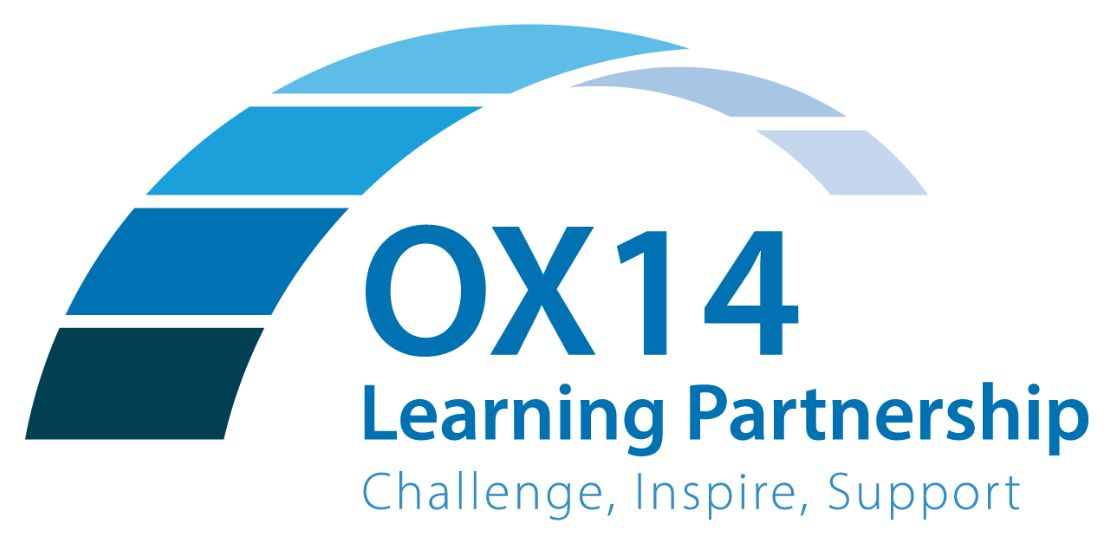 OX14
Learning Partnership
Challenge, Inspire, Support